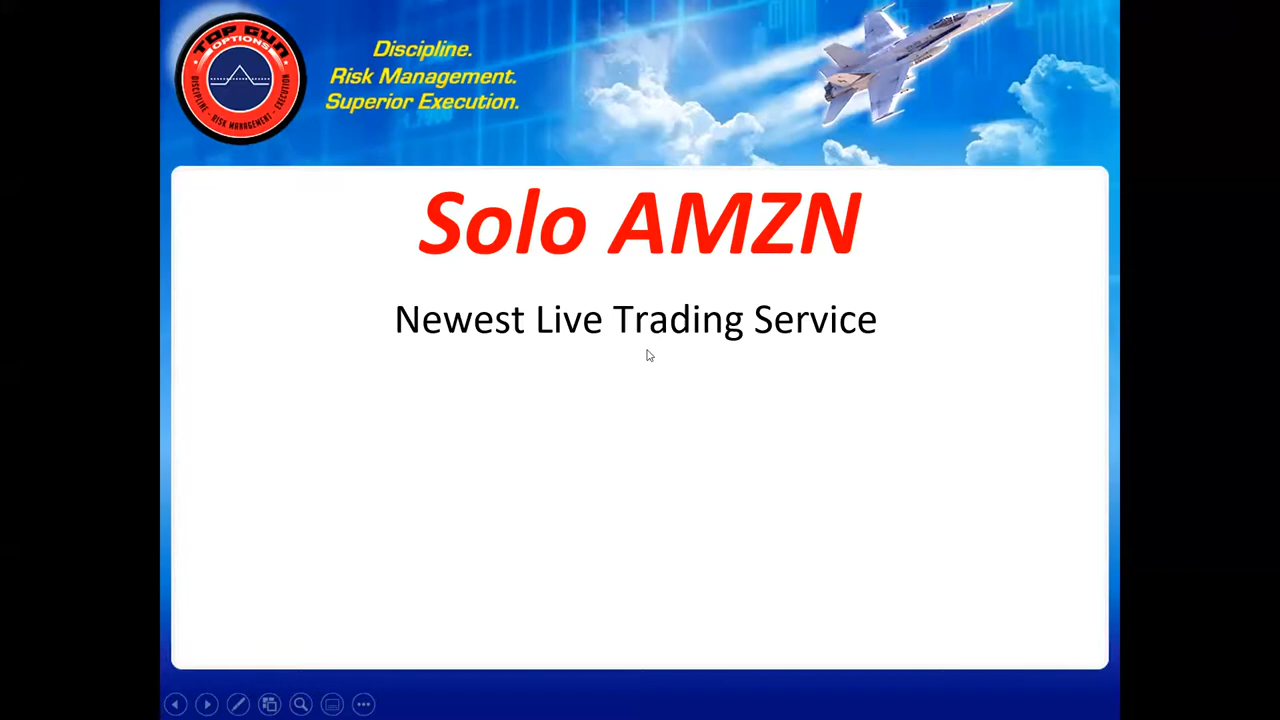 TOP GUN
OPTIONS
DISCIPLINE - RISK MANAGEMENT - EXECUTION
Discipline.
Risk Management.
Superior Execution.
Solo AMZN
Newest Live Trading Service